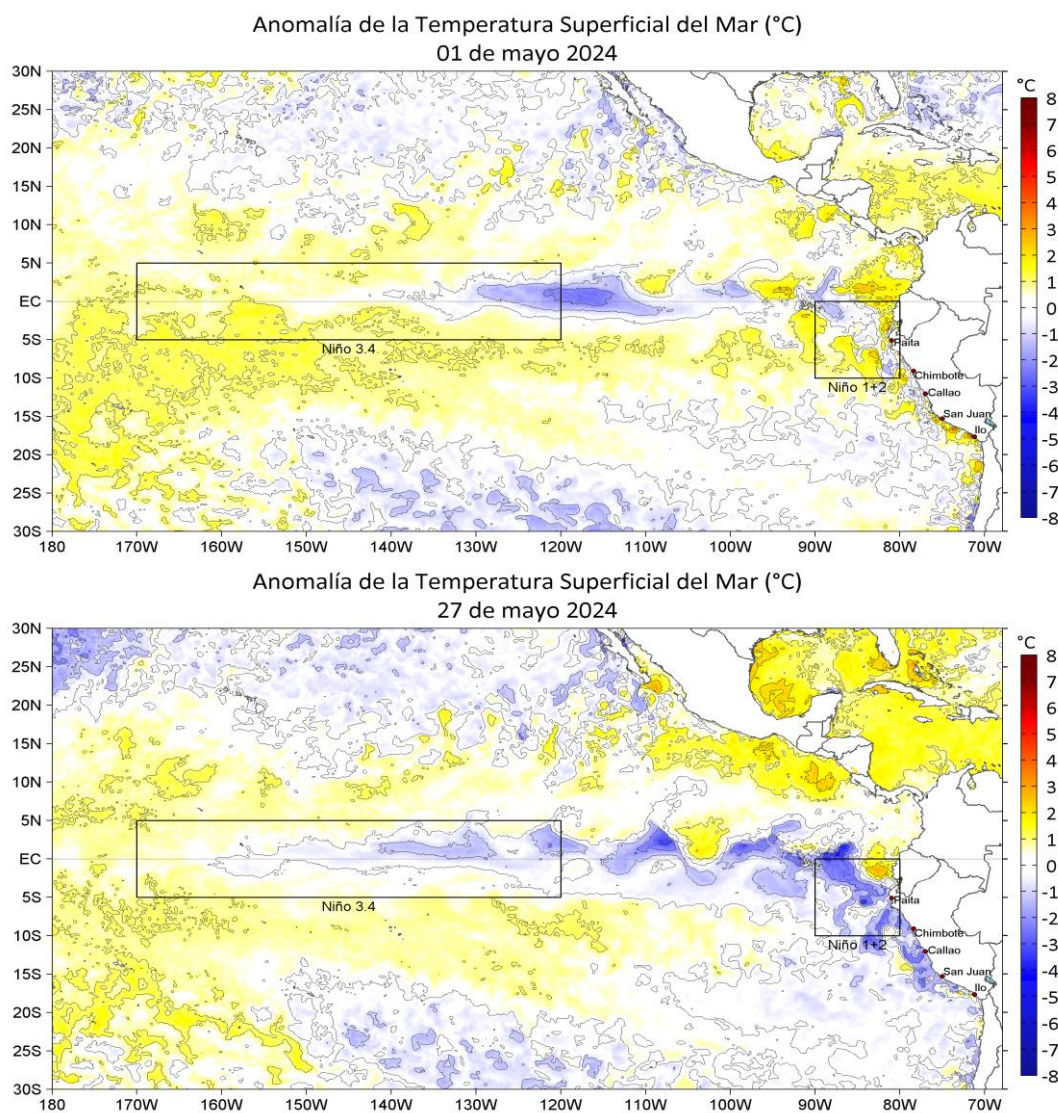 Anomalía de la Temperatura Superficial del Mar (°C)
01 de mayo 2024
°C
30N
25N
20N
15N
10N
5N
EC
5S
10S
15S
20S
25S
30S
180 170W 160W 150W 140W 130W 120W 110W 100W 90W 80W 70W
Niño 3.4
Niño 1+2
Paita
Chimbote
Callao
San Juan
Ilo
8
7
6
5
4
3
2
1
0
-1
-2
-3
-4
-5
-6
-7
-8
Anomalía de la Temperatura Superficial del Mar (°C)
27 de mayo 2024
°C
30N
25N
20N
15N
10N
5N
EC
5S
10S
15S
20S
25S
30S
180 170W 160W 150W 140W 130W 120W 110W 100W 90W 80W 70W
Niño 3.4
Niño 1+2
Paita
Chimbote
Callao
San Juan
Ilo
8
7
6
5
4
3
2
1
0
-1
-2
-3
-4
-5
-6
-7
-8